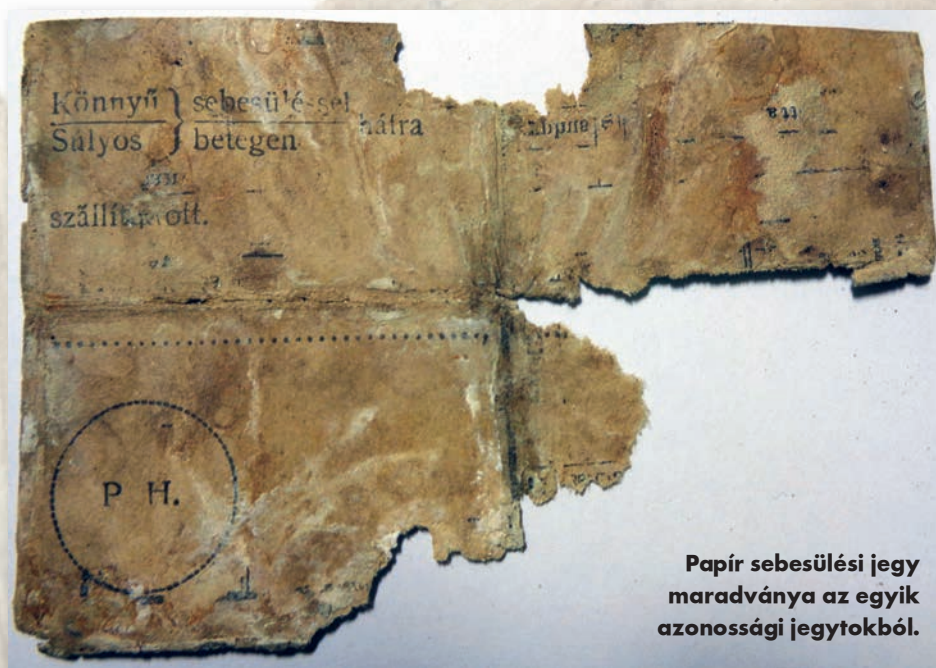 Könnyű } sebesüléssel hátra
Súlyos } betegen
szállíttatott.
P H.
Papír sebesülési jegy
maradványa az egyik
azonossági jegytokból.